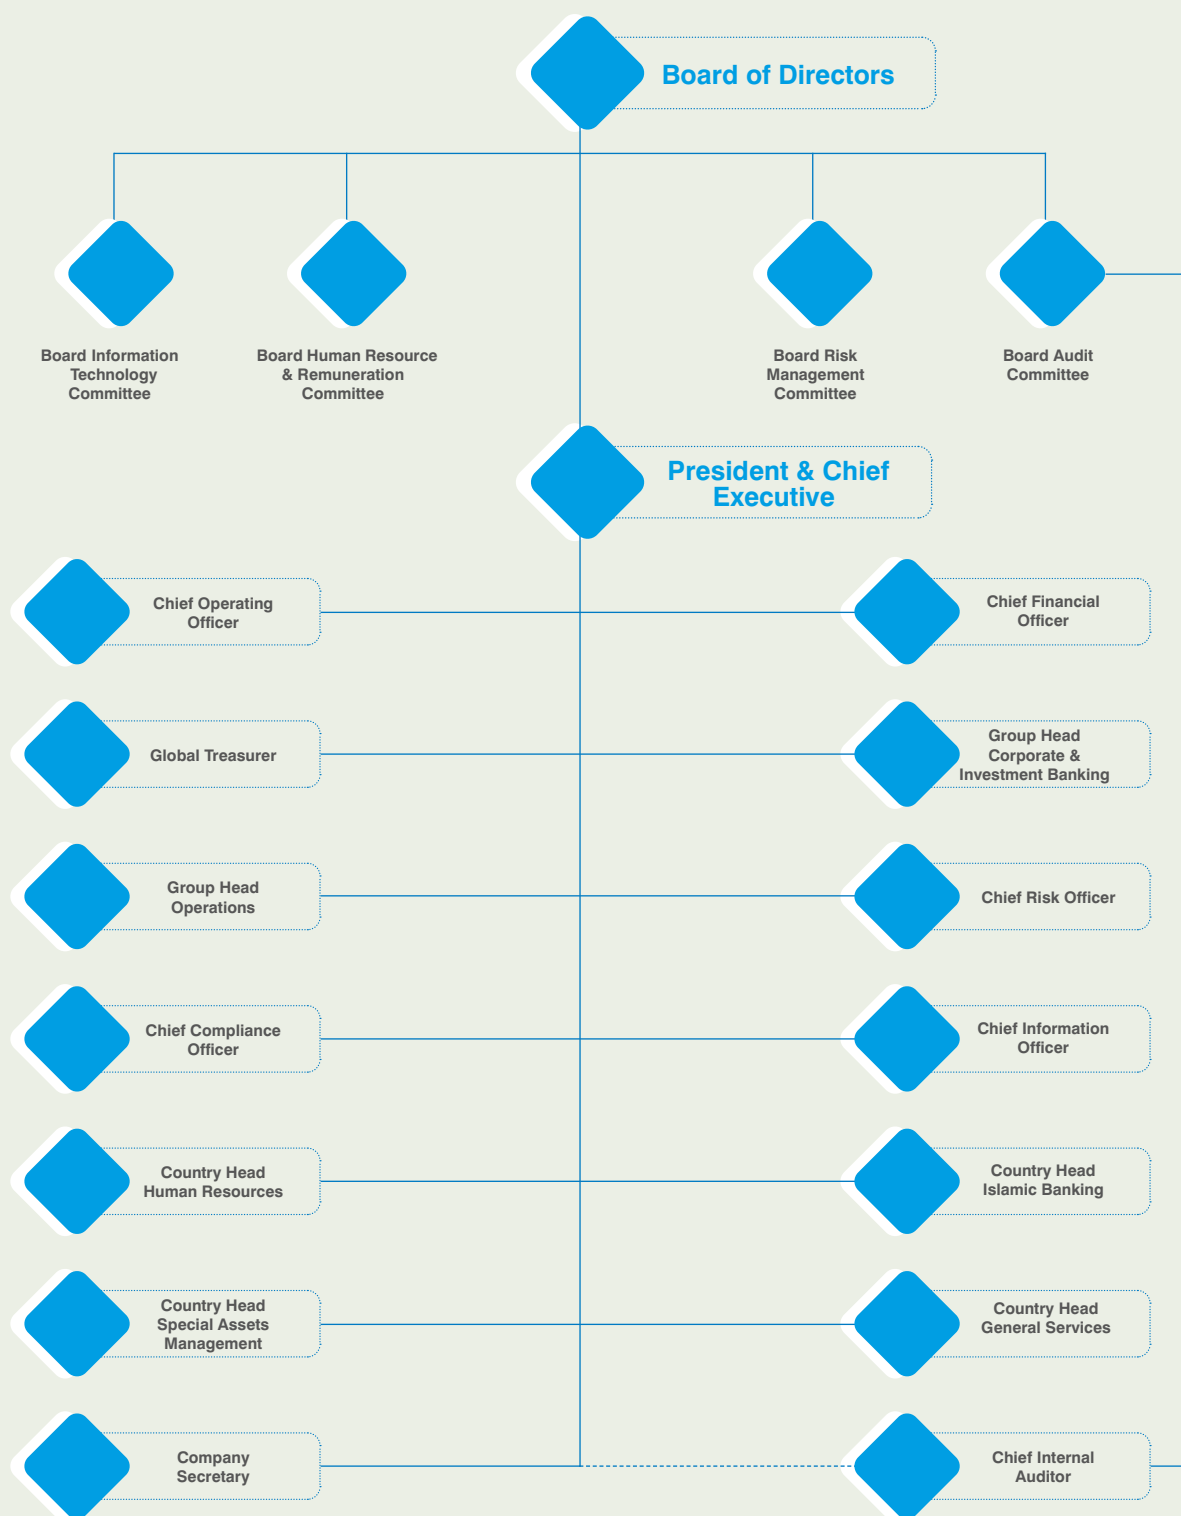 Board of Directors
Board Information
Technology
Committee
Board Human Resource
& Remuneration
Committee
Board Risk
Management
Committee
Board Audit
Committee
President & Chief
Executive
Chief Operating
Officer
Chief Financial
Officer
Global Treasurer
Group Head
Corporate &
Investment Banking
Group Head
Operations
Chief Risk Officer
Chief Compliance
Officer
Chief Information
Officer
Country Head
Human Resources
Country Head
Islamic Banking
Country Head
Special Assets
Management
Country Head
General Services
Company
Secretary
Chief Internal
Auditor